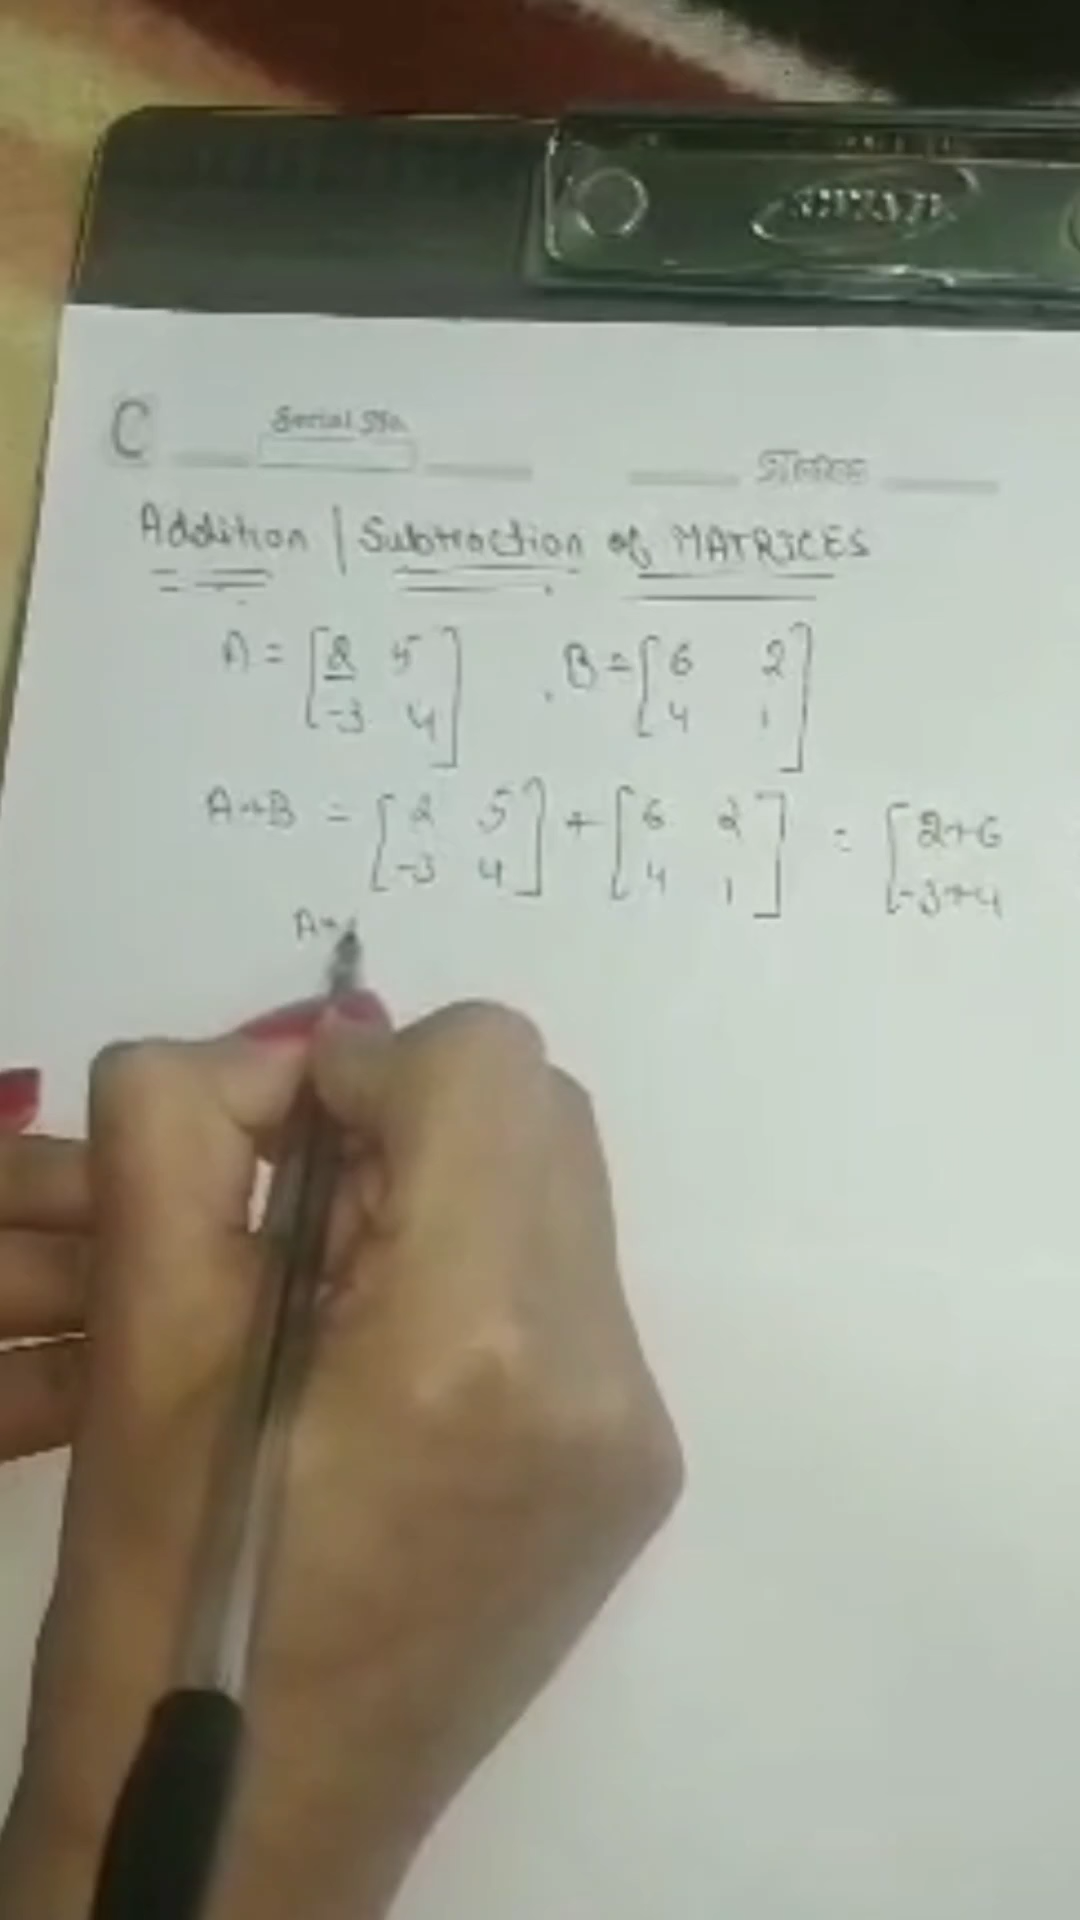 C Serial No.
Addition | Subtraction of MATRICES
A = [2 5 B = [6 2
-3 4] 4 1]
A+B = [2 5 + [6 2 = [2+6
-3 4] 4 1] -3+4
A+